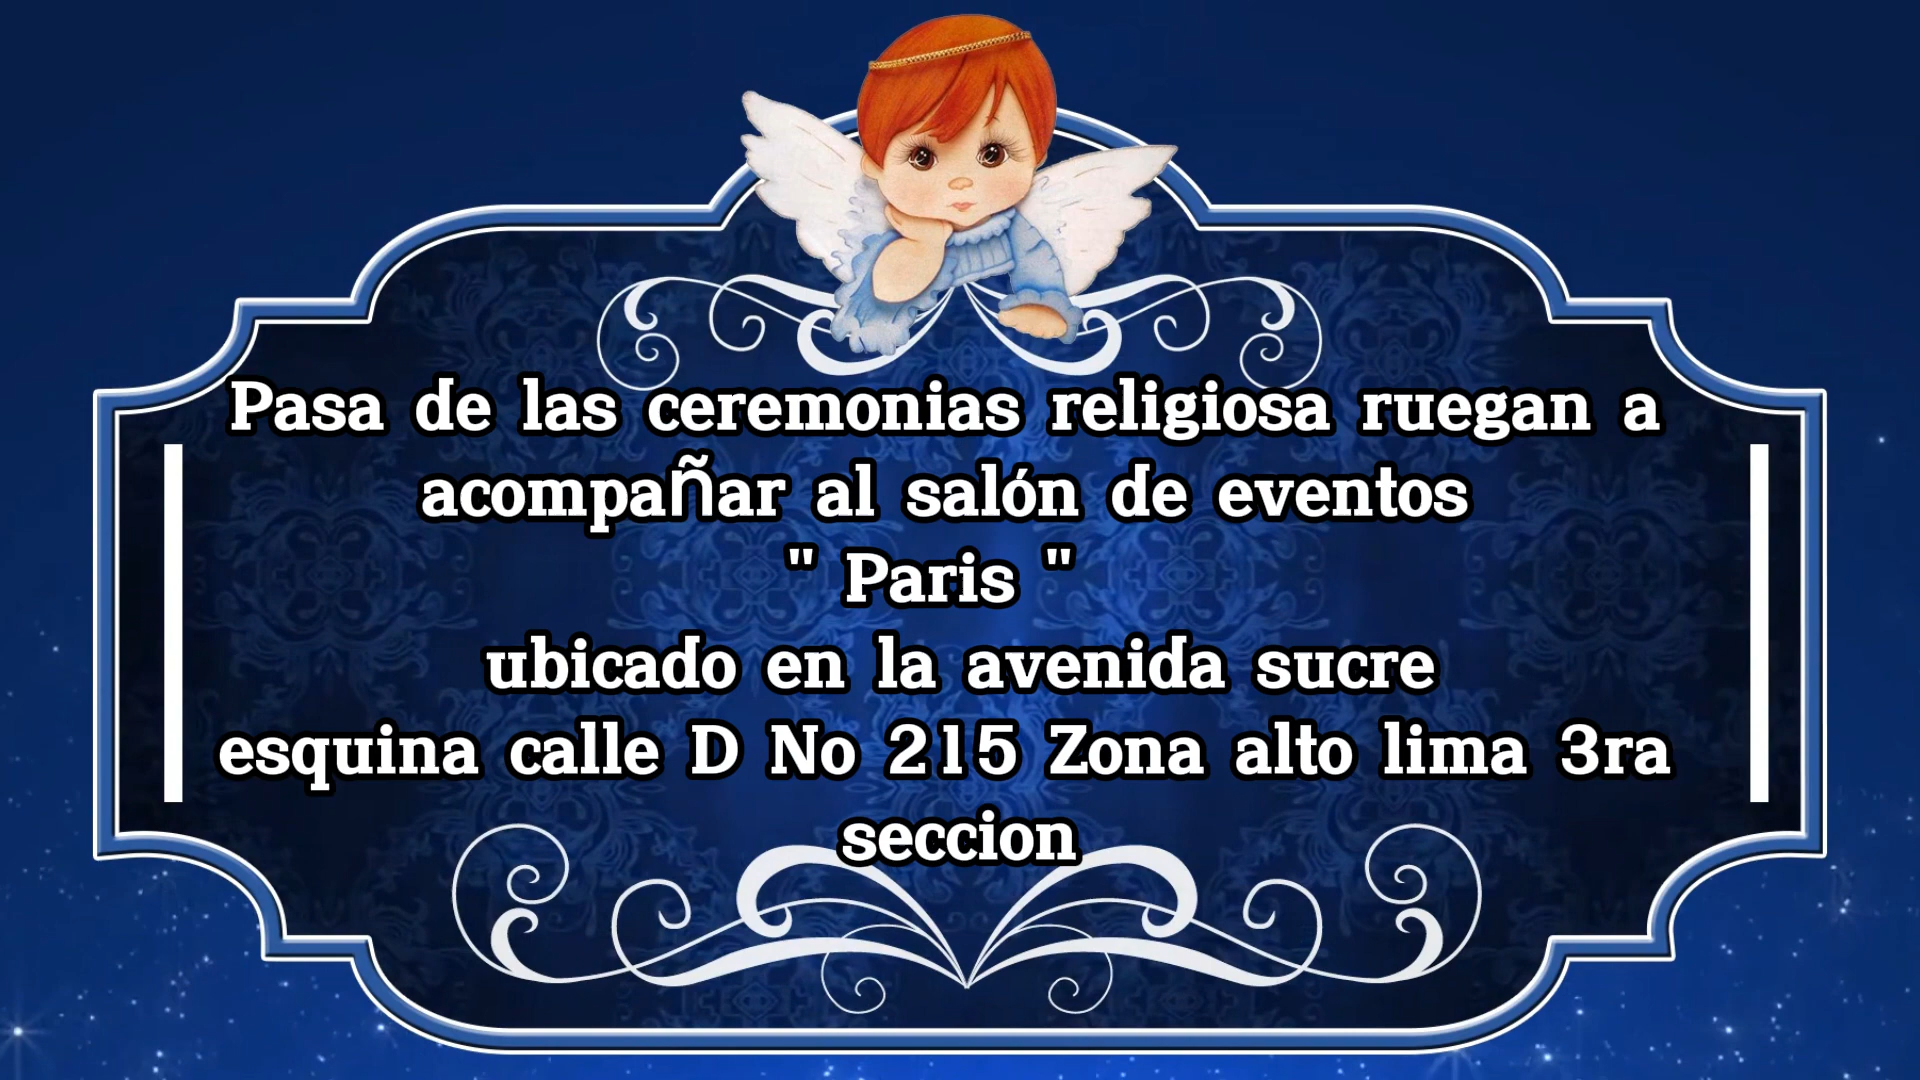 Pasa de las ceremonias religiosa ruegan a
acompañar al salón de eventos
" Paris "
ubicado en la avenida sucre
esquina calle D No 215 Zona alto lima 3ra
seccion